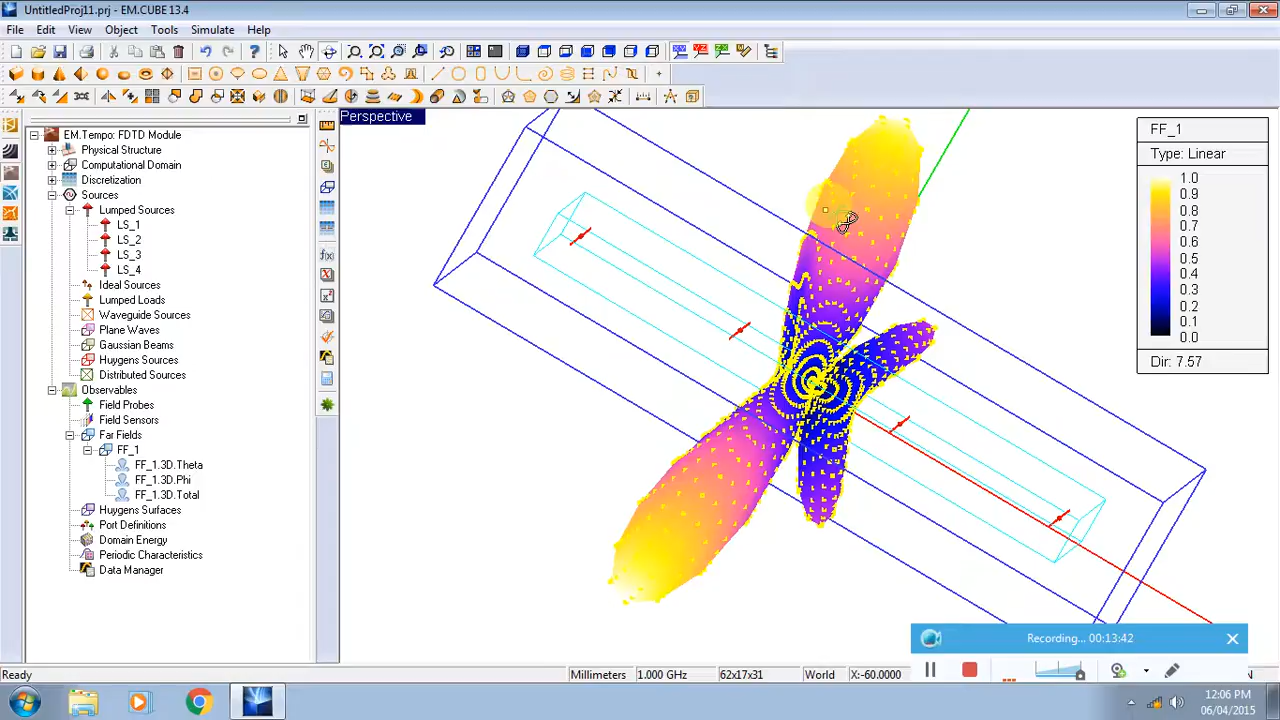 UntitledProj11.prj - EM.CUBE 13.4
File Edit View Object Tools Simulate Help
EM.Tempo: FDTD Module
Physical Structure
Computational Domain
Discretization
Sources
Lumped Sources
LS_1
LS_2
LS_3
LS_4
Ideal Sources
Lumped Loads
Waveguide Sources
Plane Waves
Gaussian Beams
Huygens Sources
Distributed Sources
Observables
Field Probes
Field Sensors
Far Fields
FF_1
FF_1.3D.Theta
FF_1.3D.Phi
FF_1.3D.Total
Huygens Surfaces
Port Definitions
Domain Energy
Periodic Characteristics
Data Manager
Perspective
FF_1
Type: Linear
1.0
0.9
0.8
0.7
0.6
0.5
0.4
0.3
0.2
0.1
0.0
Dir: 7.57
Recording... 00:13:42
Ready
Millimeters 1.000 GHz 62x17x31 World X:-60.0000
12:06 PM
06/04/2015